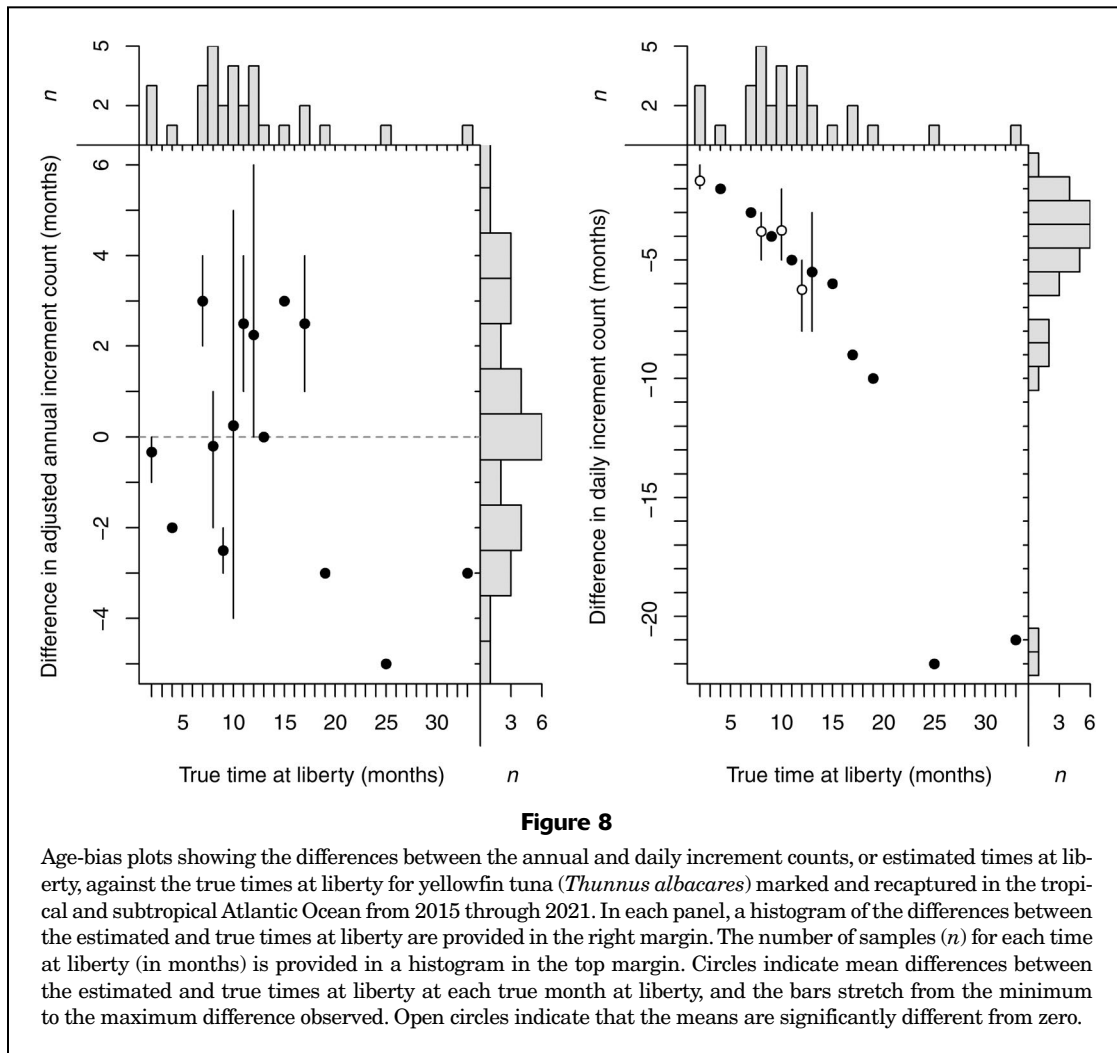 5
2
n
6
4
2
0
−2
−4
Difference in adjusted annual increment count (months)
5 10 15 20 25 30
3 6
True time at liberty (months)
n
5
2
n
−5
−10
−15
−20
Difference in daily increment count (months)
5 10 15 20 25 30
3 6
True time at liberty (months)
n
Figure 8
Age-bias plots showing the differences between the annual and daily increment counts, or estimated times at lib-
erty, against the true times at liberty for yellowfin tuna (Thunnus albacares) marked and recaptured in the tropi-
cal and subtropical Atlantic Ocean from 2015 through 2021. In each panel, a histogram of the differences between
the estimated and true times at liberty are provided in the right margin. The number of samples (n) for each time
at liberty (in months) is provided in a histogram in the top margin. Circles indicate mean differences between
the estimated and true times at liberty at each true month at liberty, and the bars stretch from the minimum
to the maximum difference observed. Open circles indicate that the means are significantly different from zero.